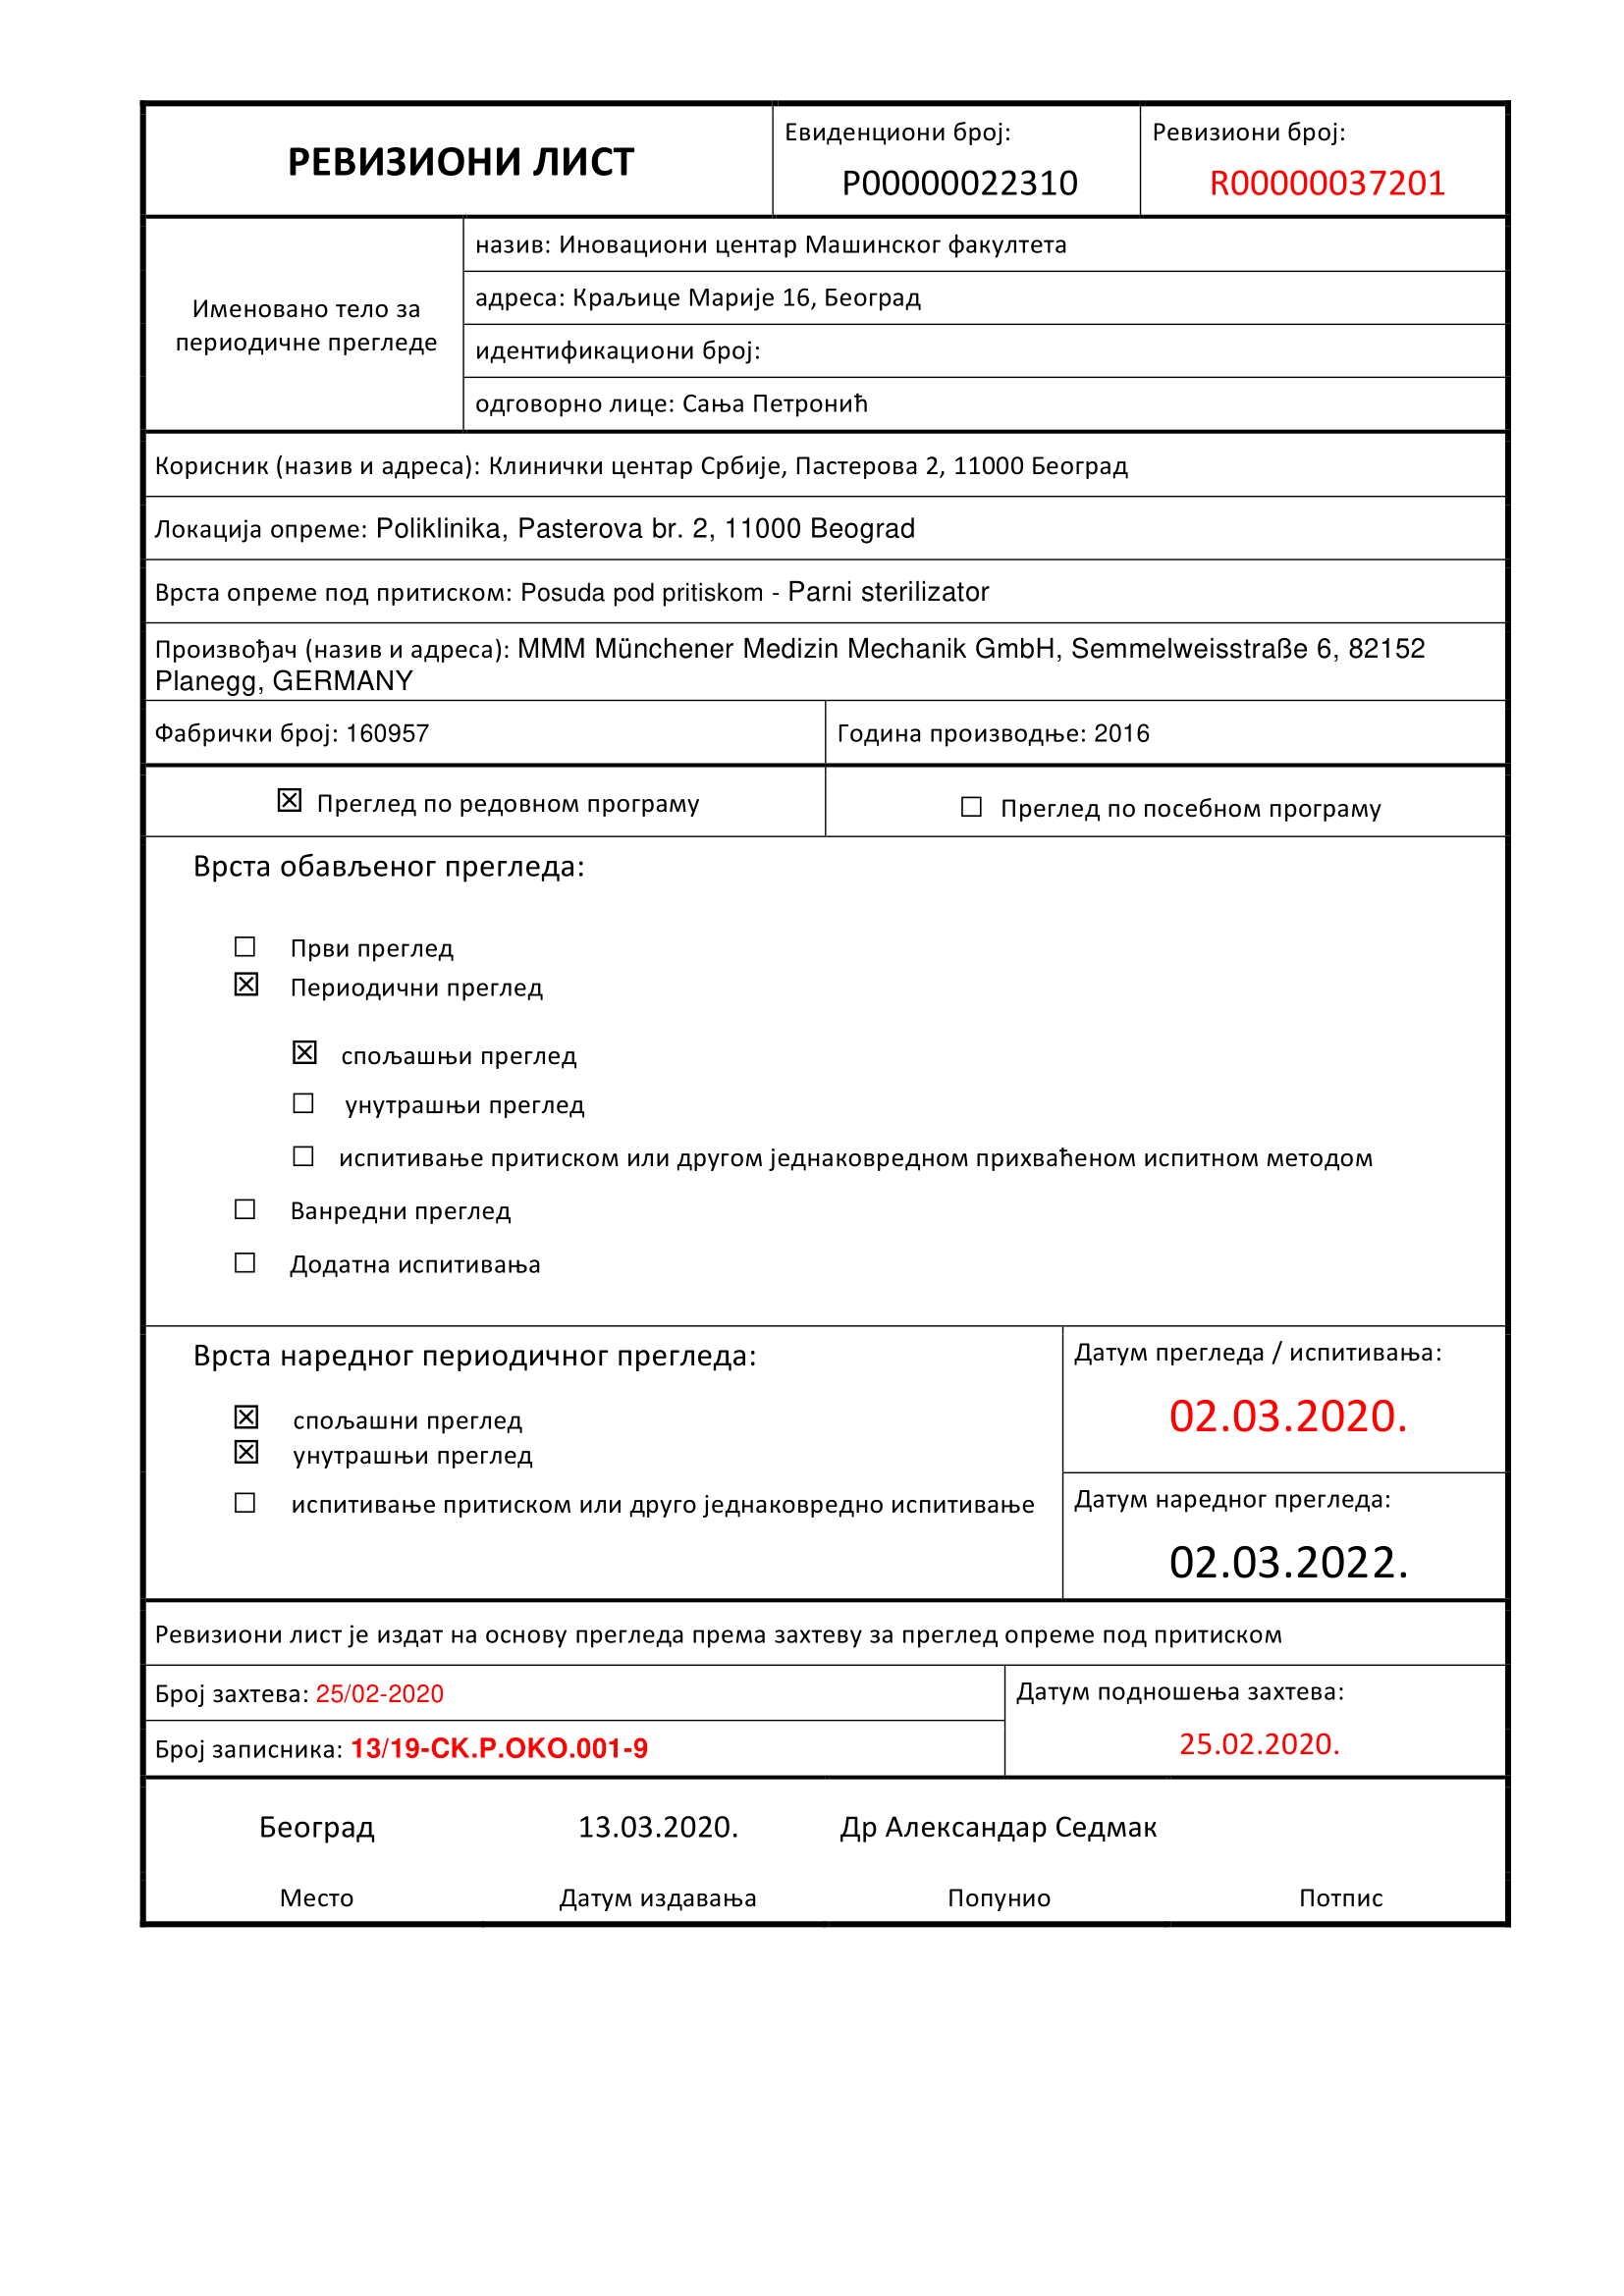 РЕВИЗИОНИ ЛИСТ
Евиденциони број:
P00000022310
Ревизиони број:
R00000037201
Именовано тело за
периодичне прегледе
назив: Иновациони центар Машинског факултета
адреса: Краљице Марије 16, Београд
идентификациони број:
одговорно лице: Сања Петронић
Корисник (назив и адреса): Клинички центар Србије, Пастерова 2, 11000 Београд
Локација опреме: Poliklinika, Pasterova br. 2, 11000 Beograd
Врста опреме под притиском: Posuda pod pritiskom - Parni sterilizator
Произвођач (назив и адреса): MMM Münchener Medizin Mechanik GmbH, Semmelweisstraße 6, 82152
Planegg, GERMANY
Фабрички број: 160957
Година производње: 2016
☒ Преглед по редовном програму
☐ Преглед по посебном програму
Врста обављеног прегледа:
☐ Први преглед
☒ Периодични преглед
☒ спољашњи преглед
☐ унутрашњи преглед
☐ испитивање притиском или другом једнаковредном прихваћеном испитном методом
☐ Ванредни преглед
☐ Додатна испитивања
Врста наредног периодичног прегледа:
☒ спољашни преглед
☒ унутрашњи преглед
☐ испитивање притиском или друго једнаковредно испитивање
Датум прегледа / испитивања:
02.03.2020.
Датум наредног прегледа:
02.03.2022.
Ревизиони лист је издат на основу прегледа према захтеву за преглед опреме под притиском
Број захтева: 25/02-2020
Број записника: 13/19-CK.P.OKO.001-9
Датум подношења захтева:
25.02.2020.
Београд 13.03.2020. Др Александар Седмак
Место Датум издавања Попунио Потпис